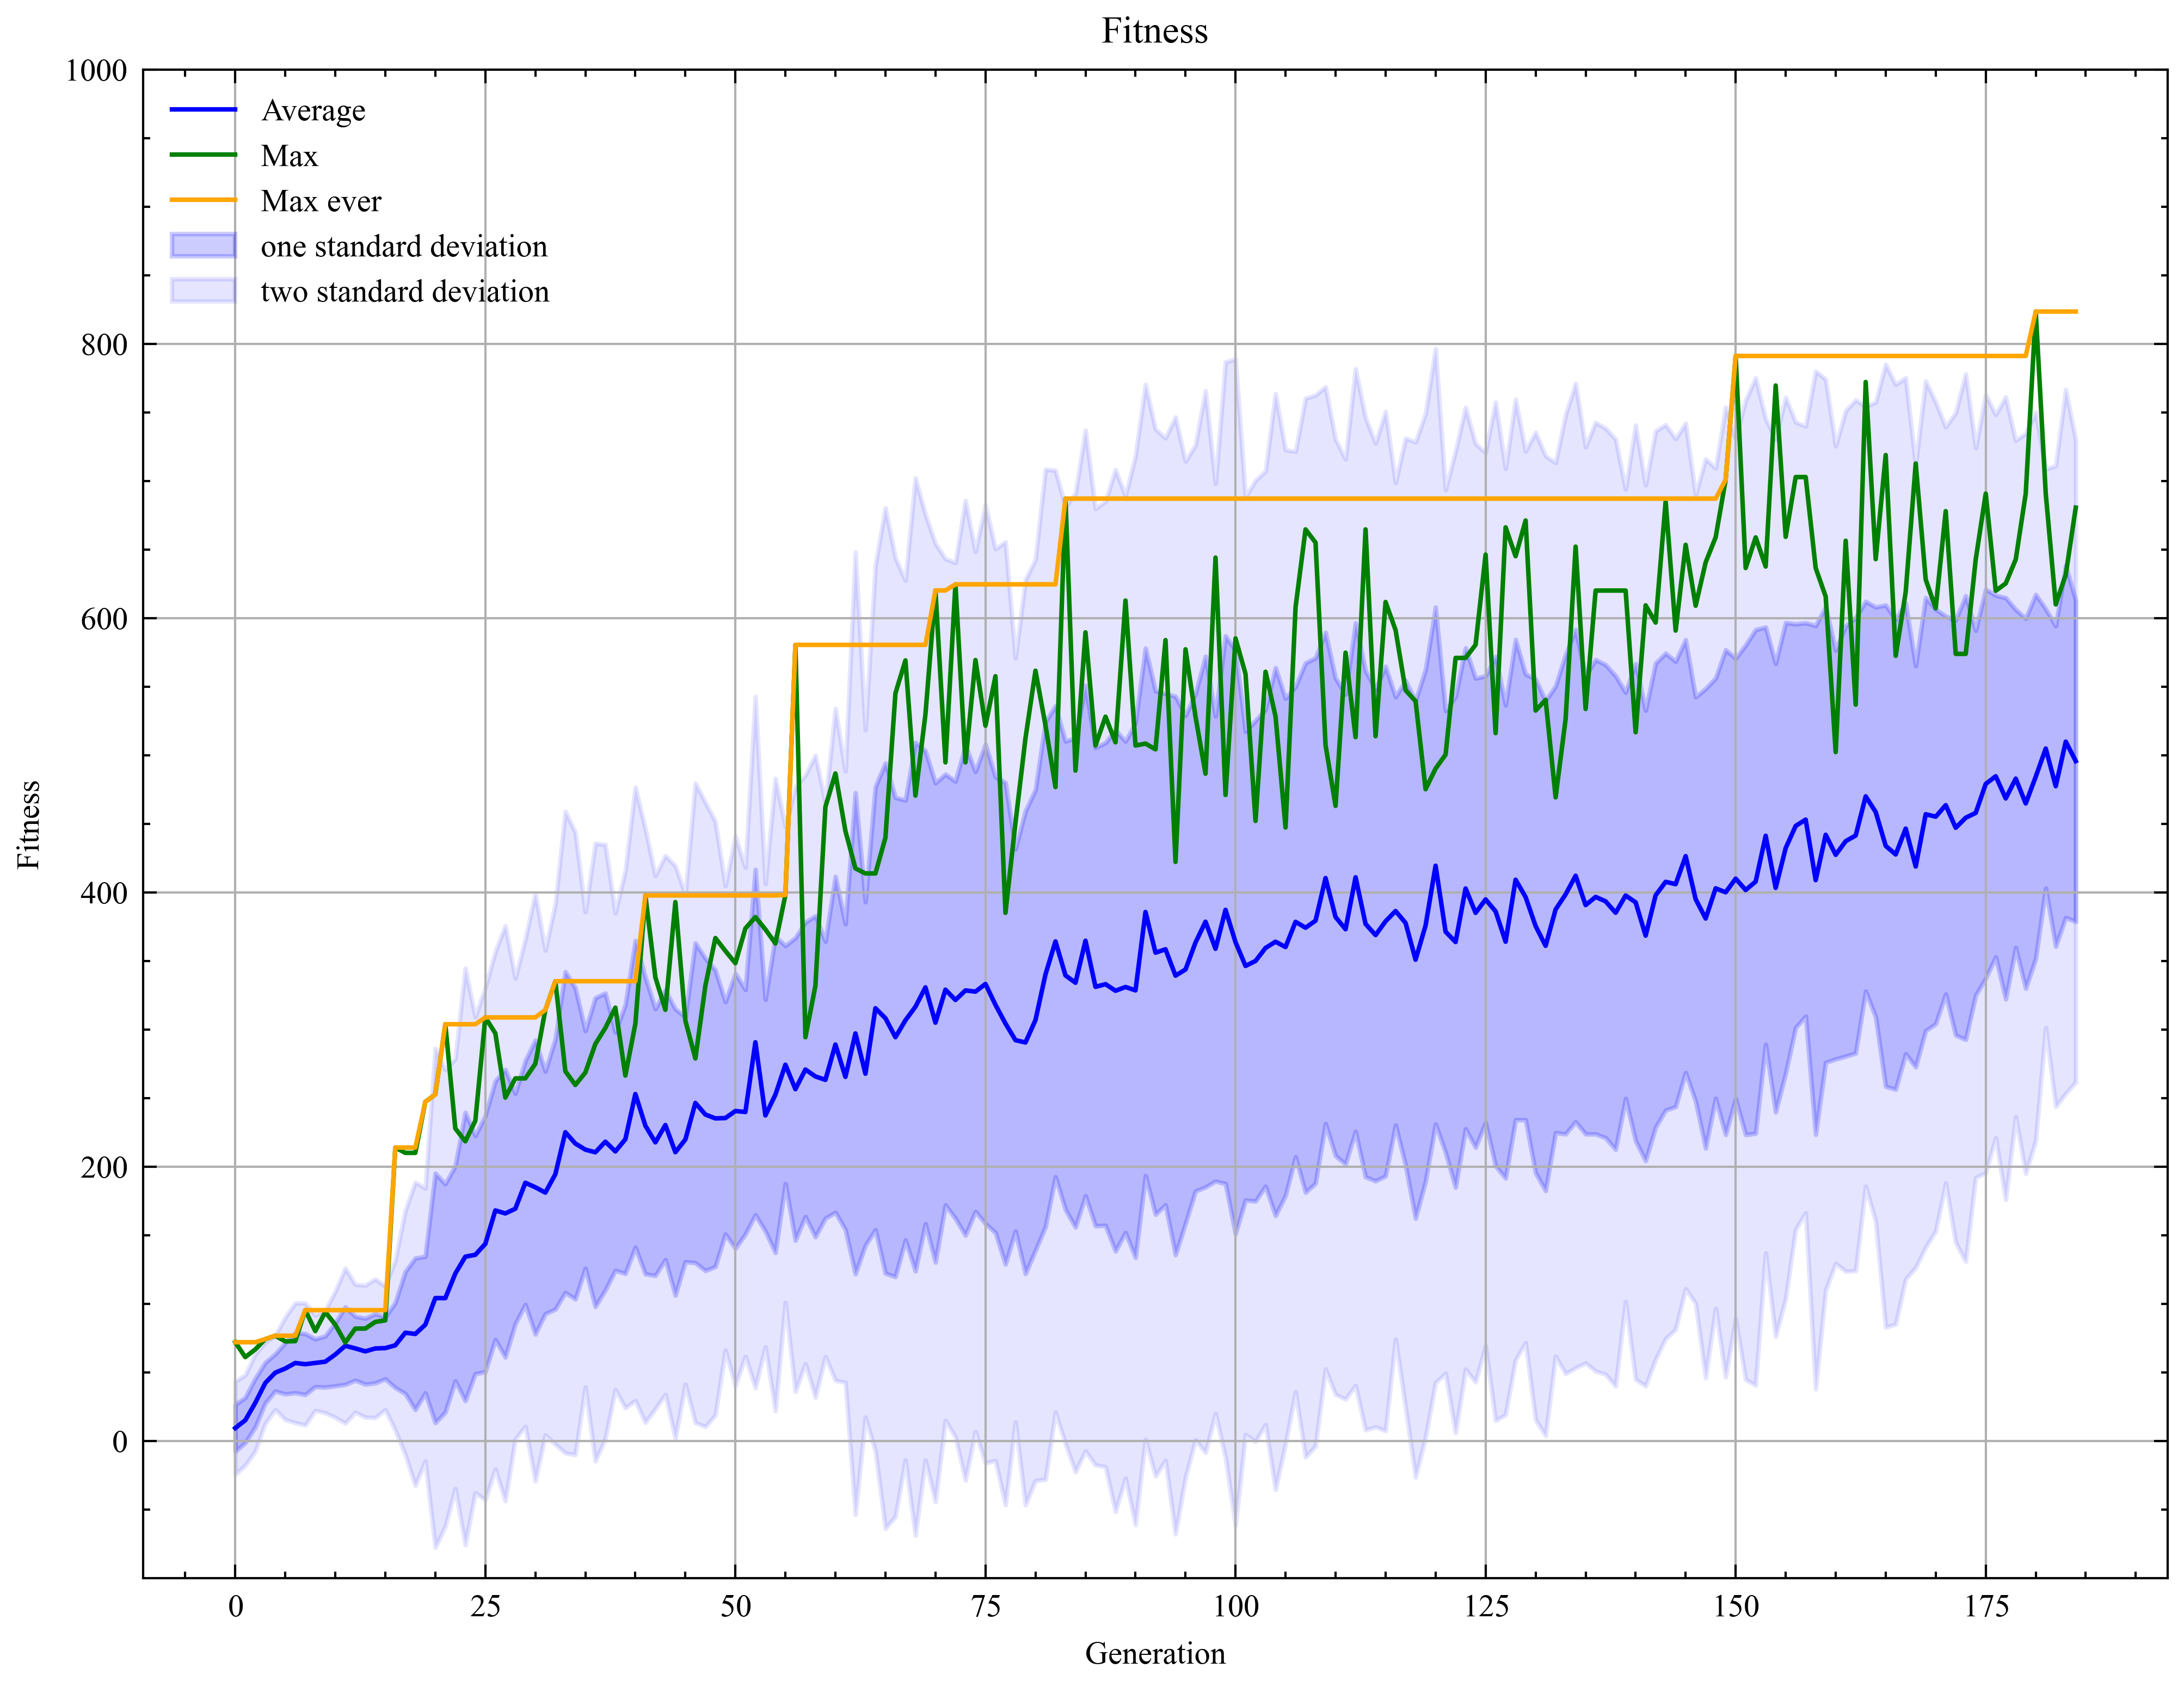 Fitness
1000
800
600
400
200
0
Average
Max
Max ever
one standard deviation
two standard deviation
Fitness
0 25 50 75 100 125 150 175
Generation